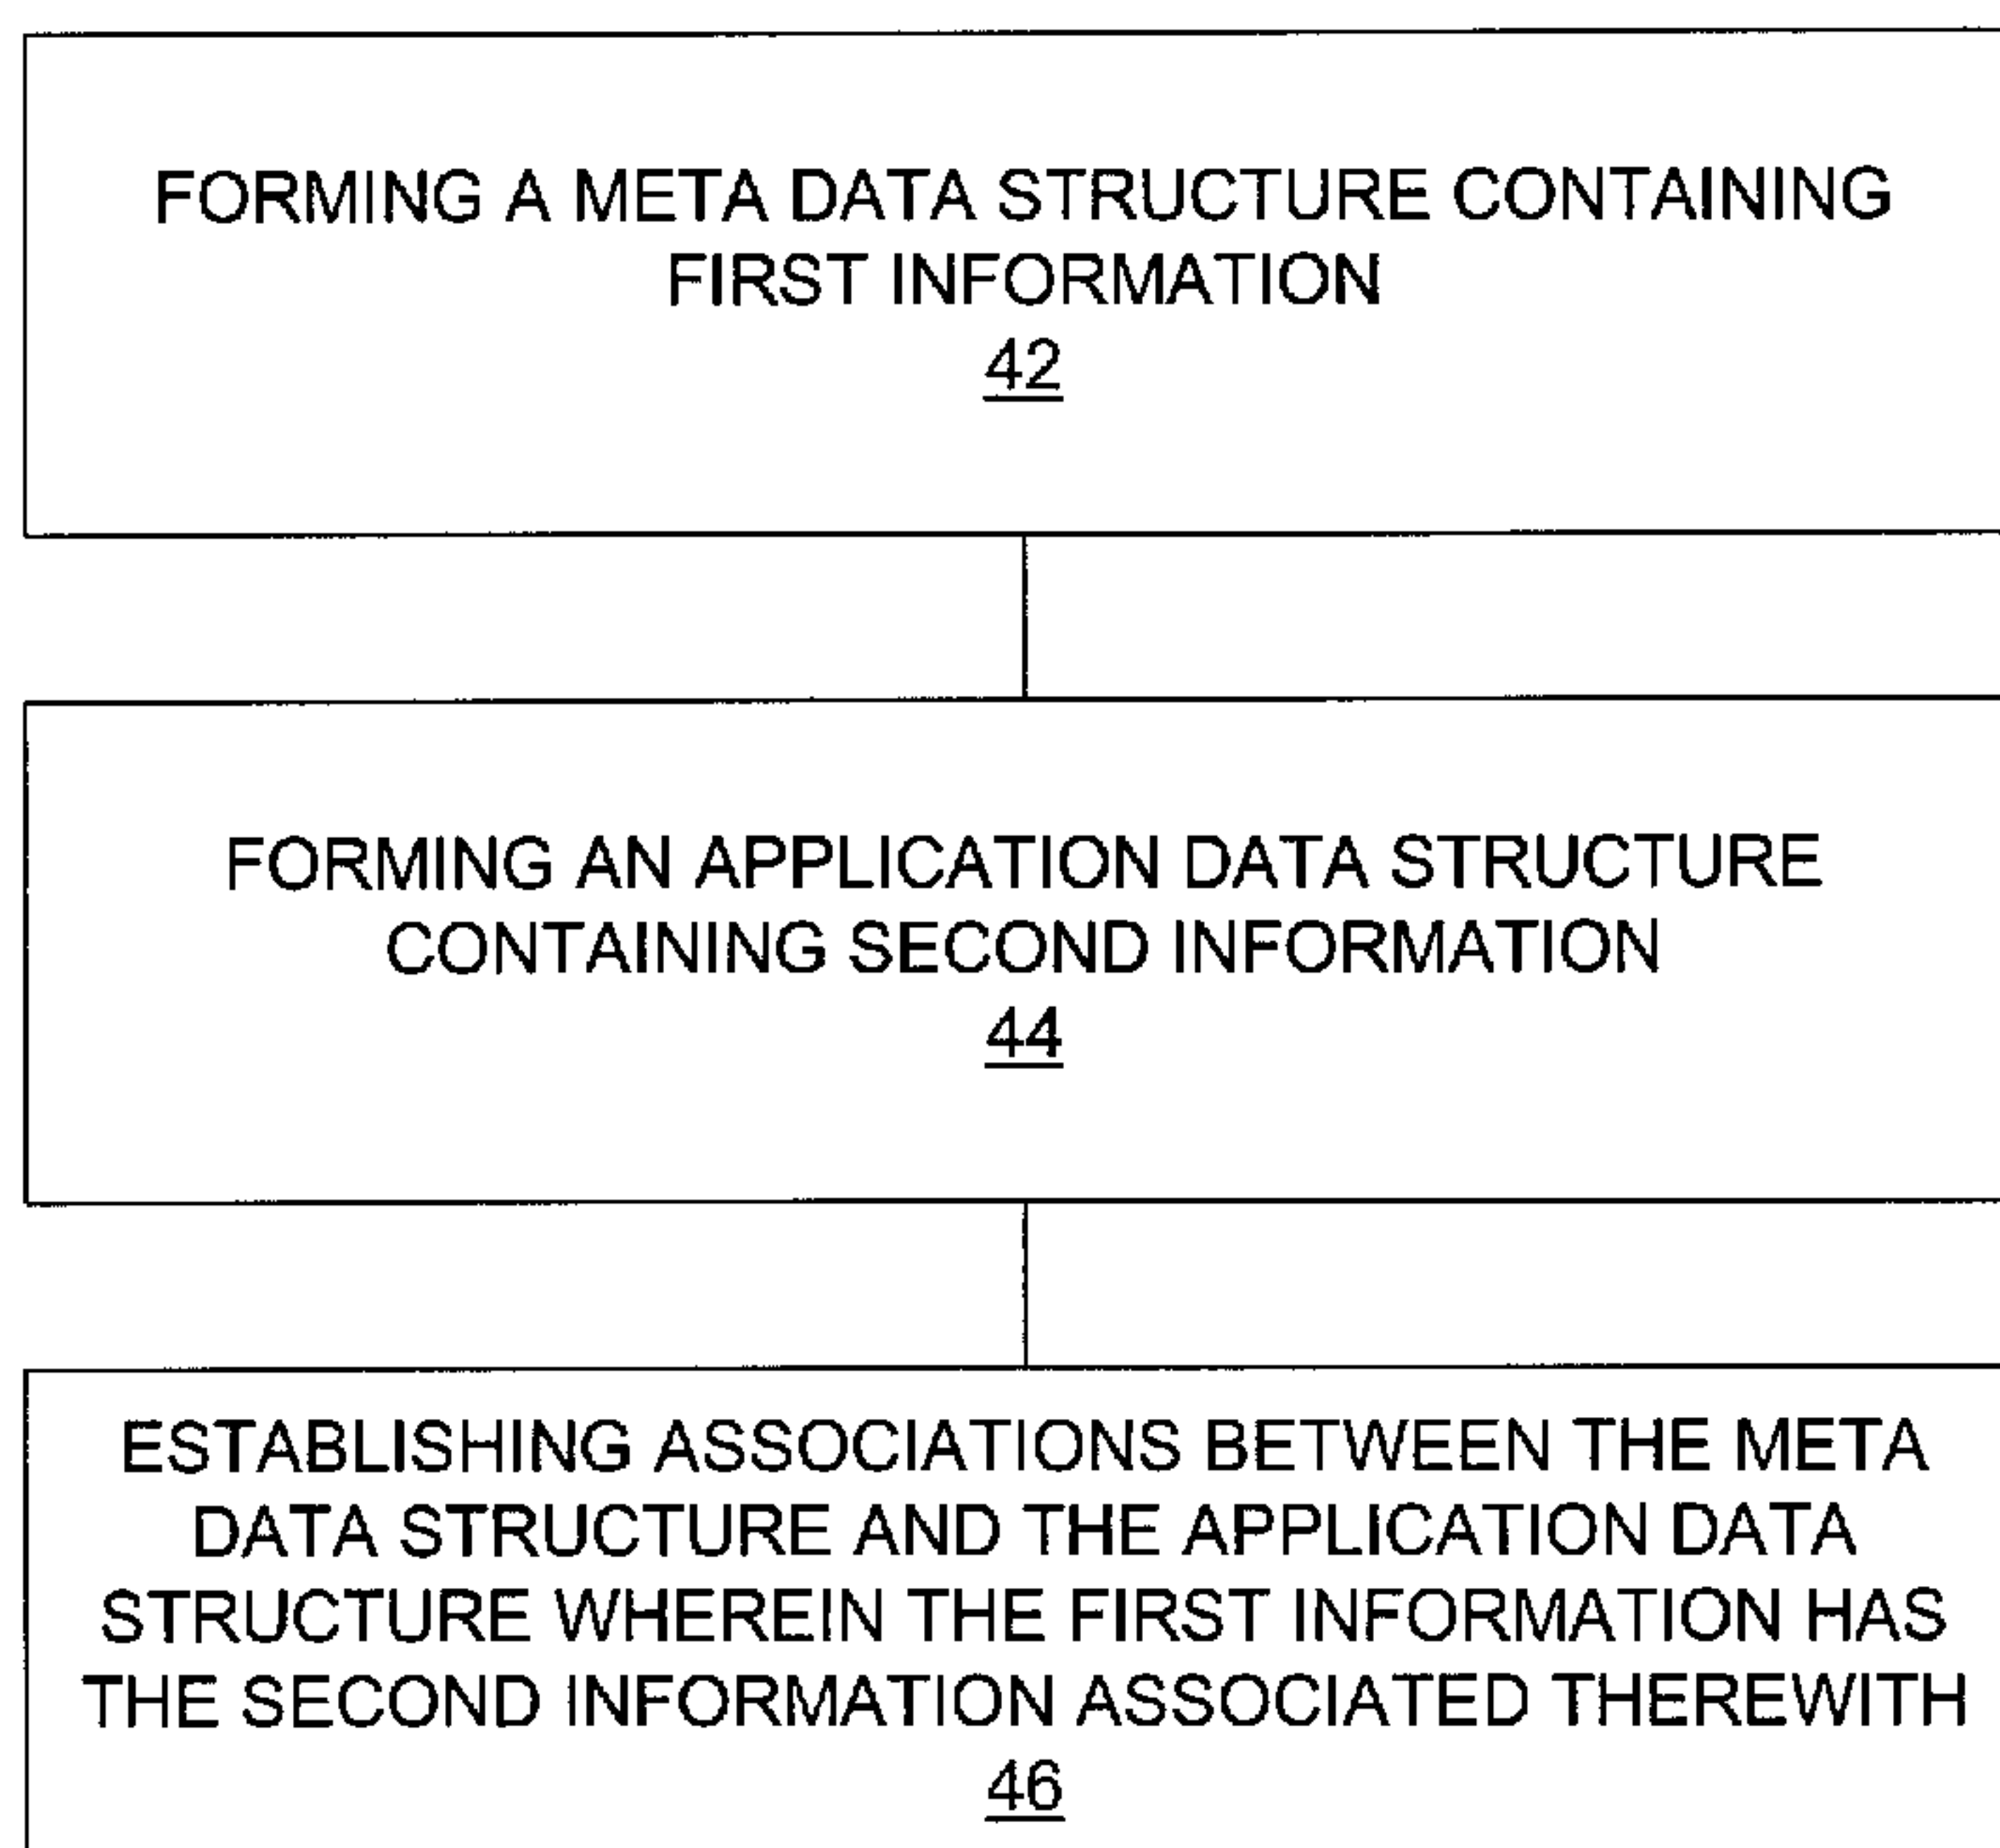 FORMING A META DATA STRUCTURE CONTAINING
FIRST INFORMATION
42
FORMING AN APPLICATION DATA STRUCTURE
CONTAINING SECOND INFORMATION
44
ESTABLISHING ASSOCIATIONS BETWEEN THE META
DATA STRUCTURE AND THE APPLICATION DATA
STRUCTURE WHEREIN THE FIRST INFORMATION HAS
THE SECOND INFORMATION ASSOCIATED THEREWITH
46